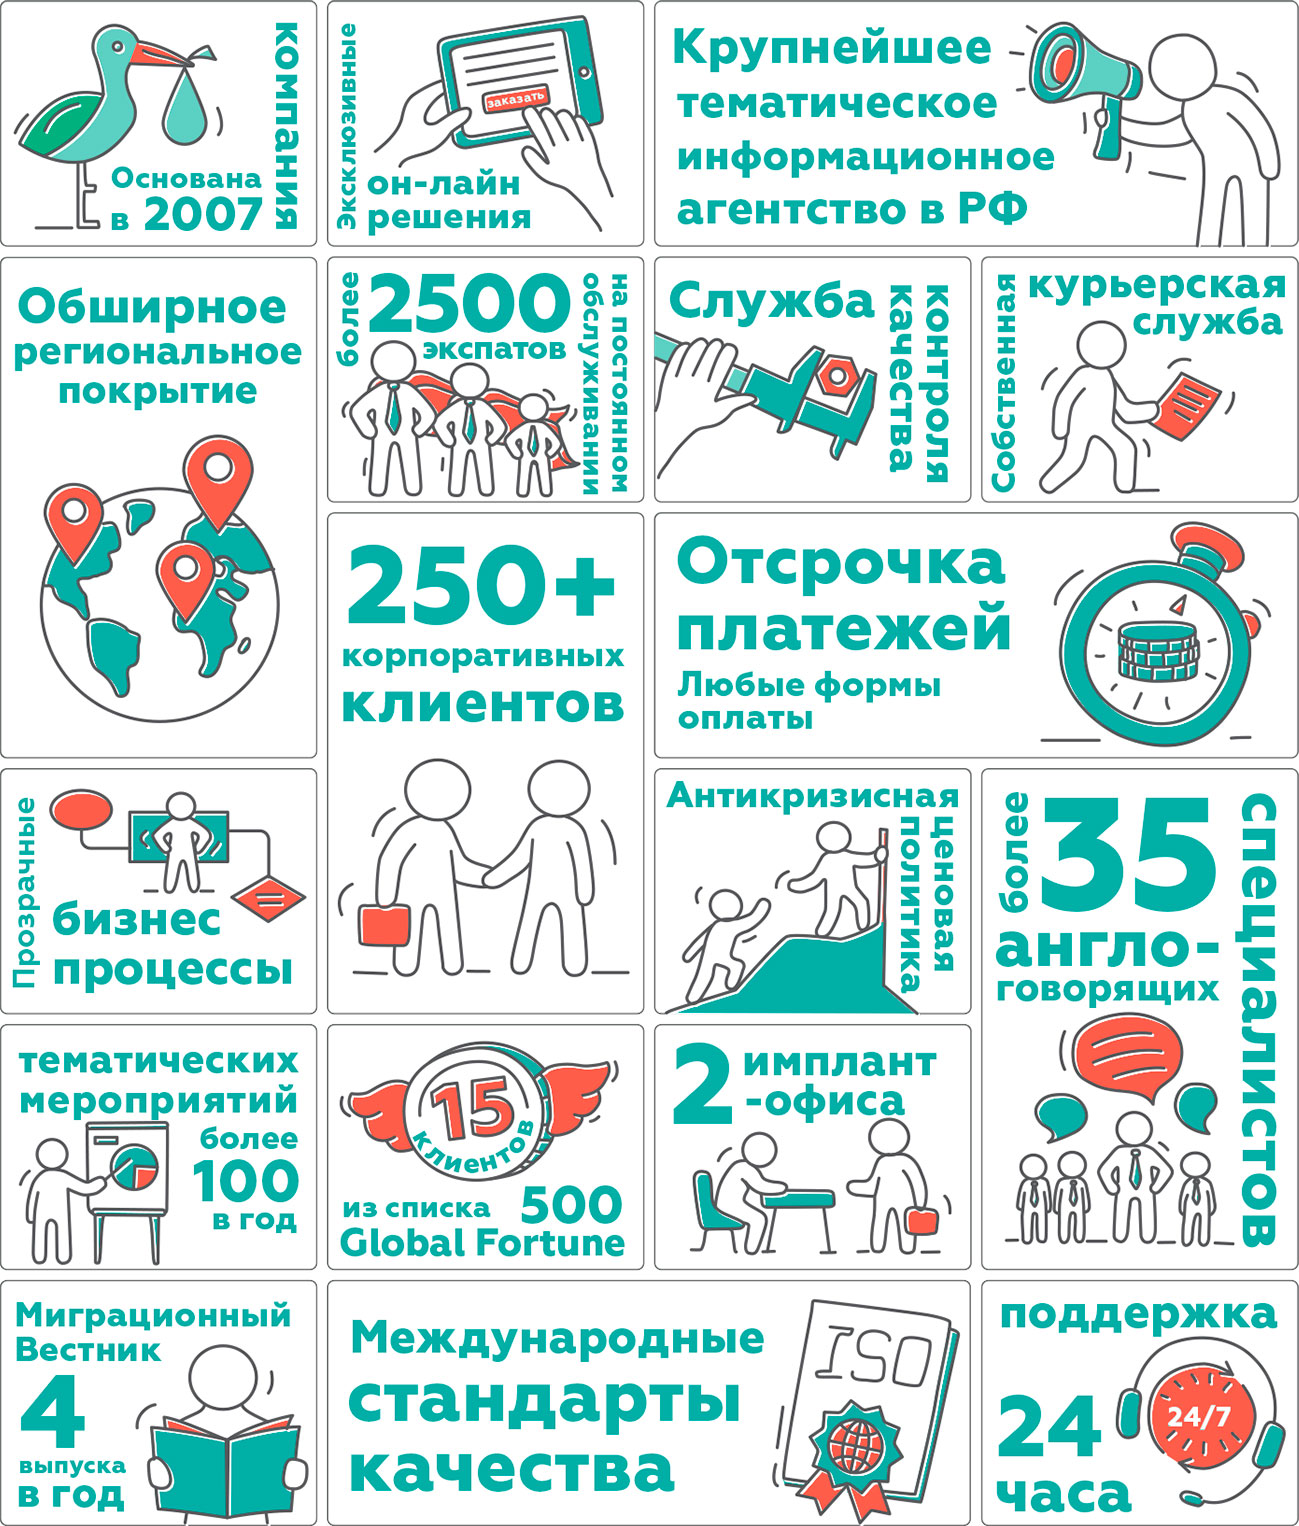 компания
Основана
в 2007
Эксклюзивные
заказать
он-лайн
решения
Крупнейшее
тематическое
информационное
агентство в РФ
Обширное
региональное
покрытие
более
2500
экспатов
на постоянном
обслуживании
Служба
контроля
качества
Собственная
курьерская
служба
250+
корпоративных
клиентов
Отсрочка
платежей
Любые формы
оплаты
Прозрачные
бизнес
процессы
Антикризисная
ценовая
политика
более
35
англо-
говорящих
специалистов
тематических
мероприятий
более
100
в год
15
клиентов
из списка 500
Global Fortune
2 имплант
-офиса
Миграционный
Вестник
4
выпуска
в год
Международные
стандарты
качества
ISO
поддержка
24
часа
24/7